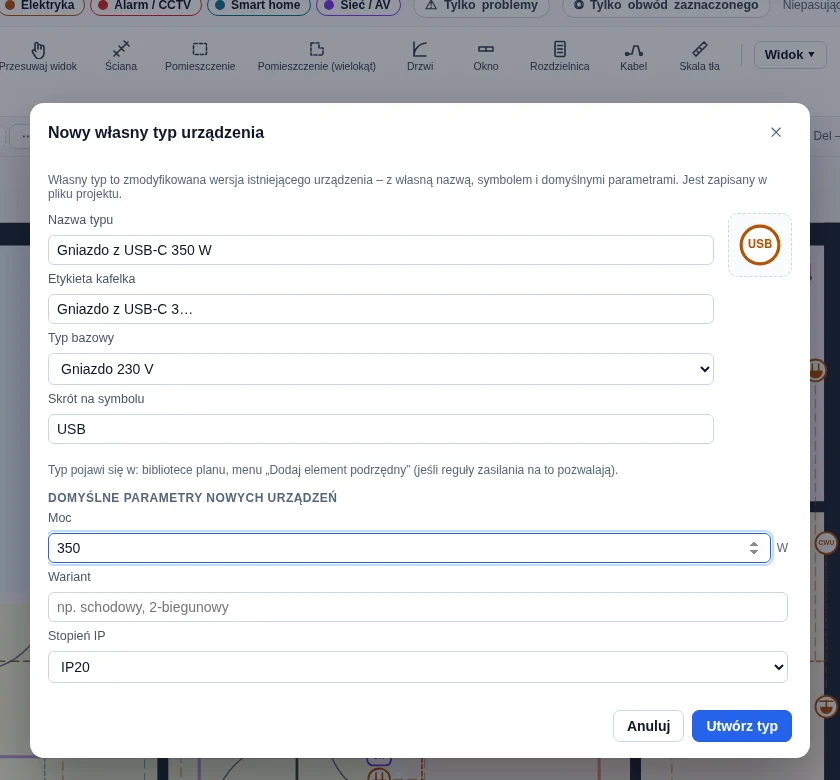 Elektryka Alarm / CCTV Smart home Sieć / AV Tylko problemy Tylko obwód zaznaczonego Niepasując
Przesuwaj widok Ściana Pomieszczenie Pomieszczenie (wielokąt) Drzwi Okno Rozdzielnica Kabel Skala tła Widok
Del –
Nowy własny typ urządzenia
Własny typ to zmodyfikowana wersja istniejącego urządzenia – z własną nazwą, symbolem i domyślnymi parametrami. Jest zapisany w
pliku projektu.
Nazwa typu
Gniazdo z USB-C 350 W
USB
Etykieta kafelka
Gniazdo z USB-C 3…
Typ bazowy
Gniazdo 230 V
Skrót na symbolu
USB
Typ pojawi się w: bibliotece planu, menu „Dodaj element podrzędny” (jeśli reguły zasilania na to pozwalają).
DOMYŚLNE PARAMETRY NOWYCH URZĄDZEŃ
Moc
350 W
CWU
Wariant
np. schodowy, 2-biegunowy
Stopień IP
IP20
Anuluj Utwórz typ